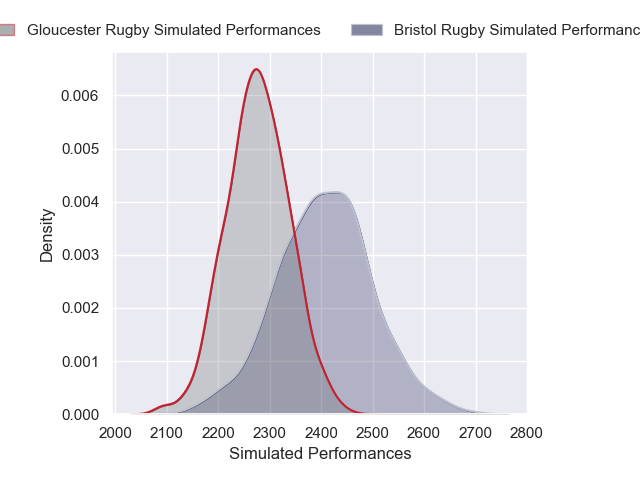 Gloucester Rugby Simulated Performances
Bristol Rugby Simulated
Density
0.006
0.005
0.004
0.003
0.002
0.001
0.000
2000 2100 2200 2300 2400 2500 2600 2700 2800
Simulated Performances